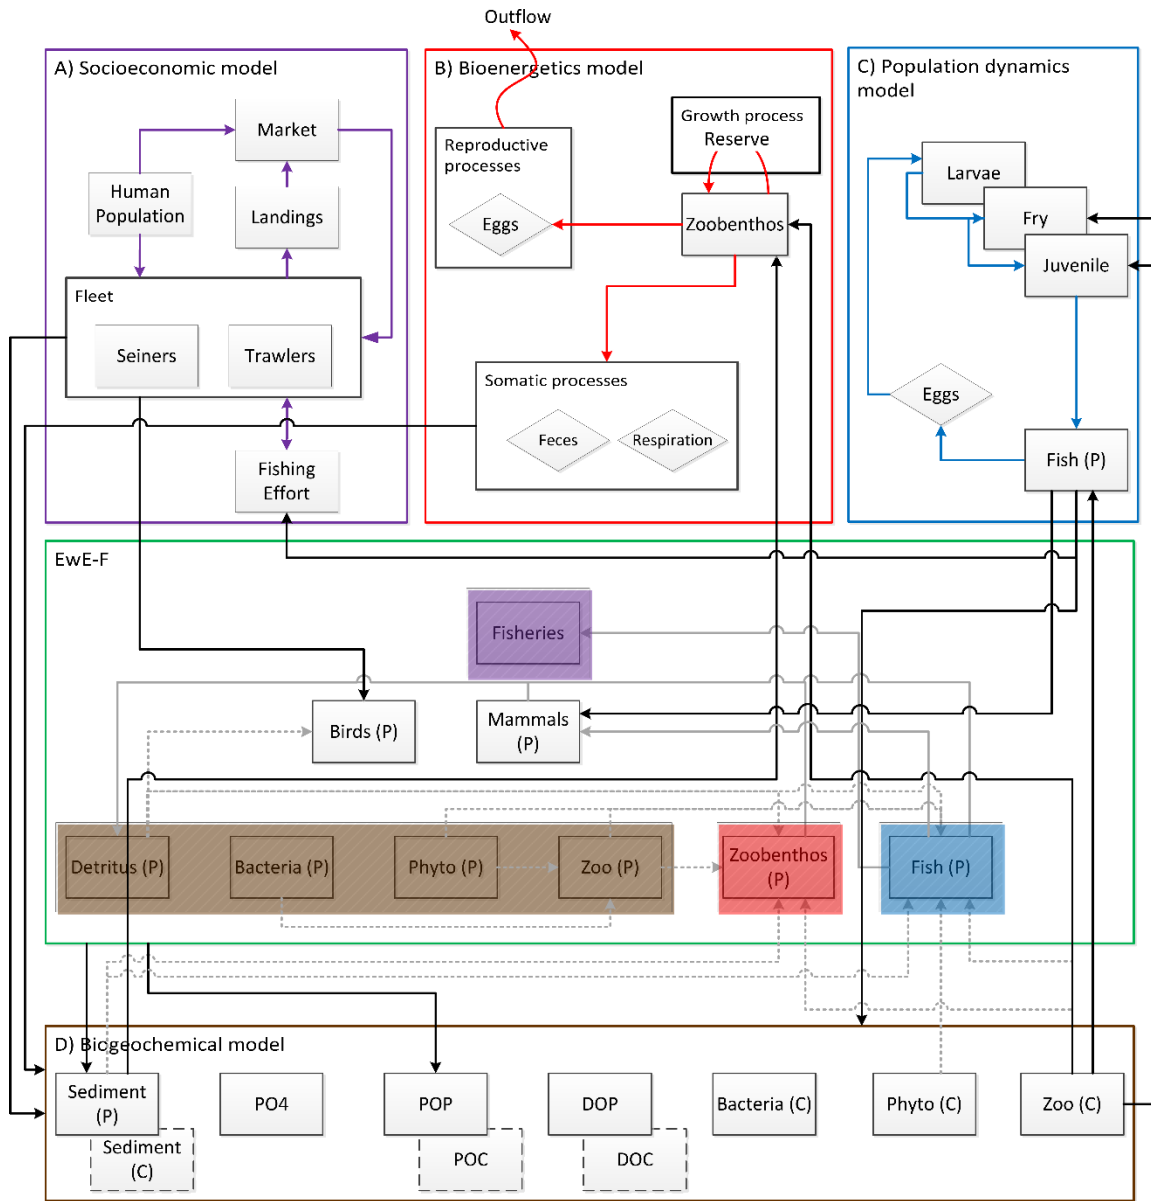 Outflow
A) Socioeconomic model
Market
Human
Population
Landings
Fleet
Seiners
Trawlers
Fishing
Effort
B) Bioenergetics model
Growth process
Reserve
Reproductive
processes
Eggs
Zoobenthos
Somatic processes
Feces
Respiration
C) Population dynamics
model
Larvae
Fry
Juvenile
Eggs
Fish (P)
EwE-F
Fisheries
Birds (P)
Mammals
(P)
Detritus (P)
Bacteria (P)
Phyto (P)
Zoo (P)
Zoobenthos
(P)
Fish (P)
D) Biogeochemical model
Sediment
(P)
Sediment
(C)
PO4
POP
POC
DOP
DOC
Bacteria (C)
Phyto (C)
Zoo (C)